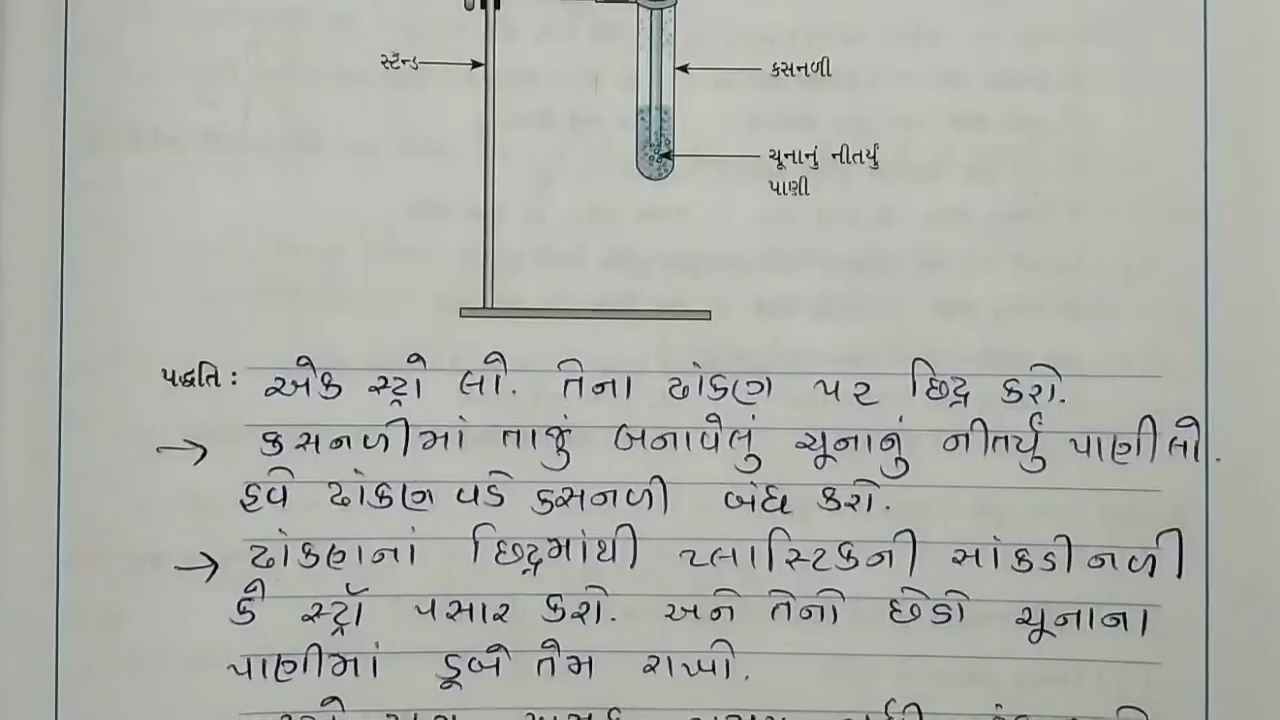 સ્ટૅન્ડ
કસનળી
ચૂનાનું નીતર્યું
પાણી
પદ્ધતિ : એક સ્ટ્રો લો. તેના ઢાંકણ પર છિદ્ર કરો.
→ કસનળીમાં તાજું બનાવેલું ચૂનાનું નીતર્યું પાણી લો.
હવે ઢાંકણ વડે કસનળી બંધ કરો.
→ ઢાંકણનાં છિદ્રમાંથી પ્લાસ્ટિકની સાંકડી નળી
કે સ્ટ્રૉ પસાર કરો. અને તેનો છેડો ચૂનાના
પાણીમાં ડૂબે તેમ રાખો.